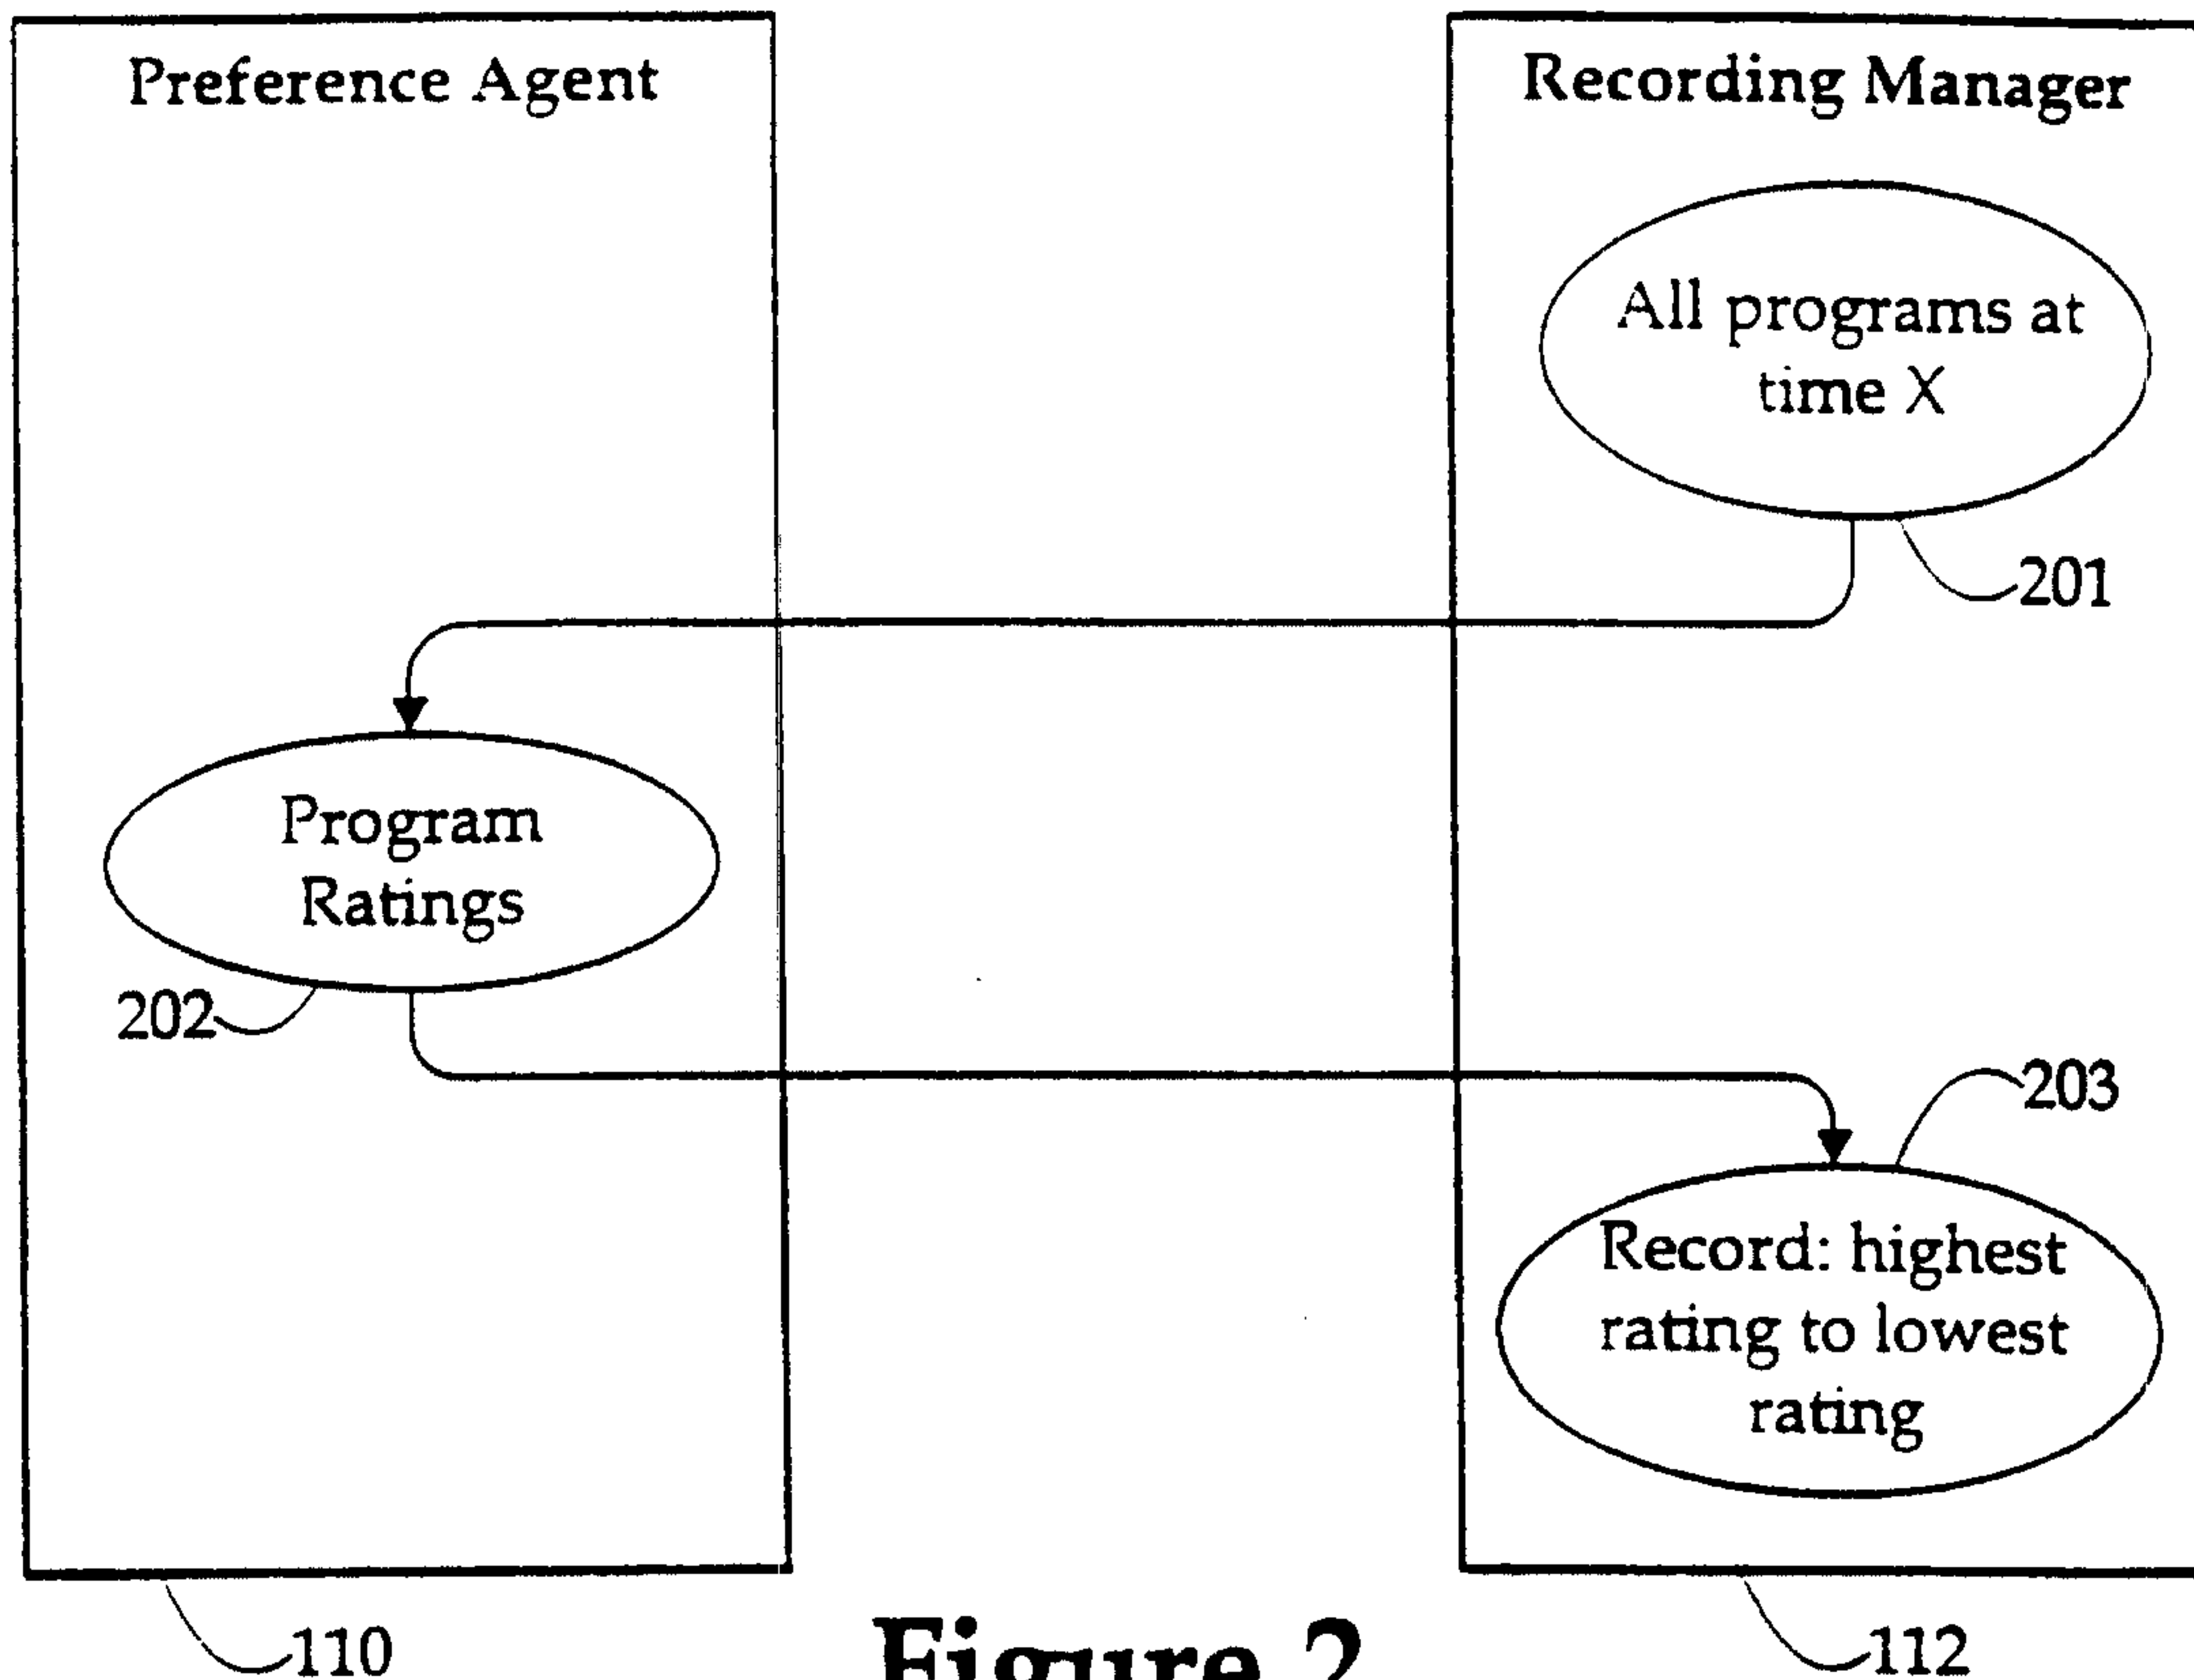 Preference Agent
Recording Manager
All programs at
time X
201
Program
Ratings
202
203
Record: highest
rating to lowest
rating
110
112
Figure 2